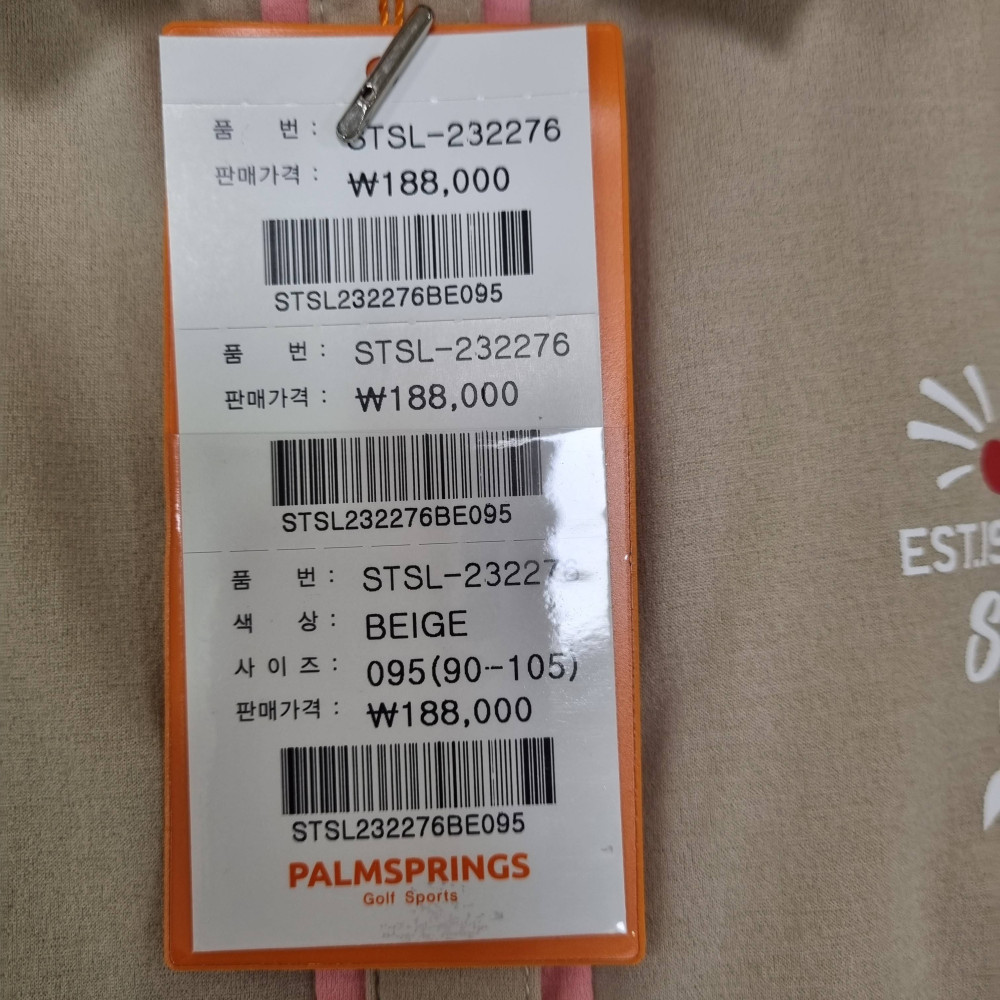 품 번 : STSL-232276
판매가격 : ₩188,000
STSL232276BE095
품 번 : STSL-232276
판매가격 : ₩188,000
STSL232276BE095
품 번 : STSL-232276
색 상 : BEIGE
사 이 즈 : 095(90--105)
판매가격 : ₩188,000
STSL232276BE095
PALMSPRINGS
Golf Sports